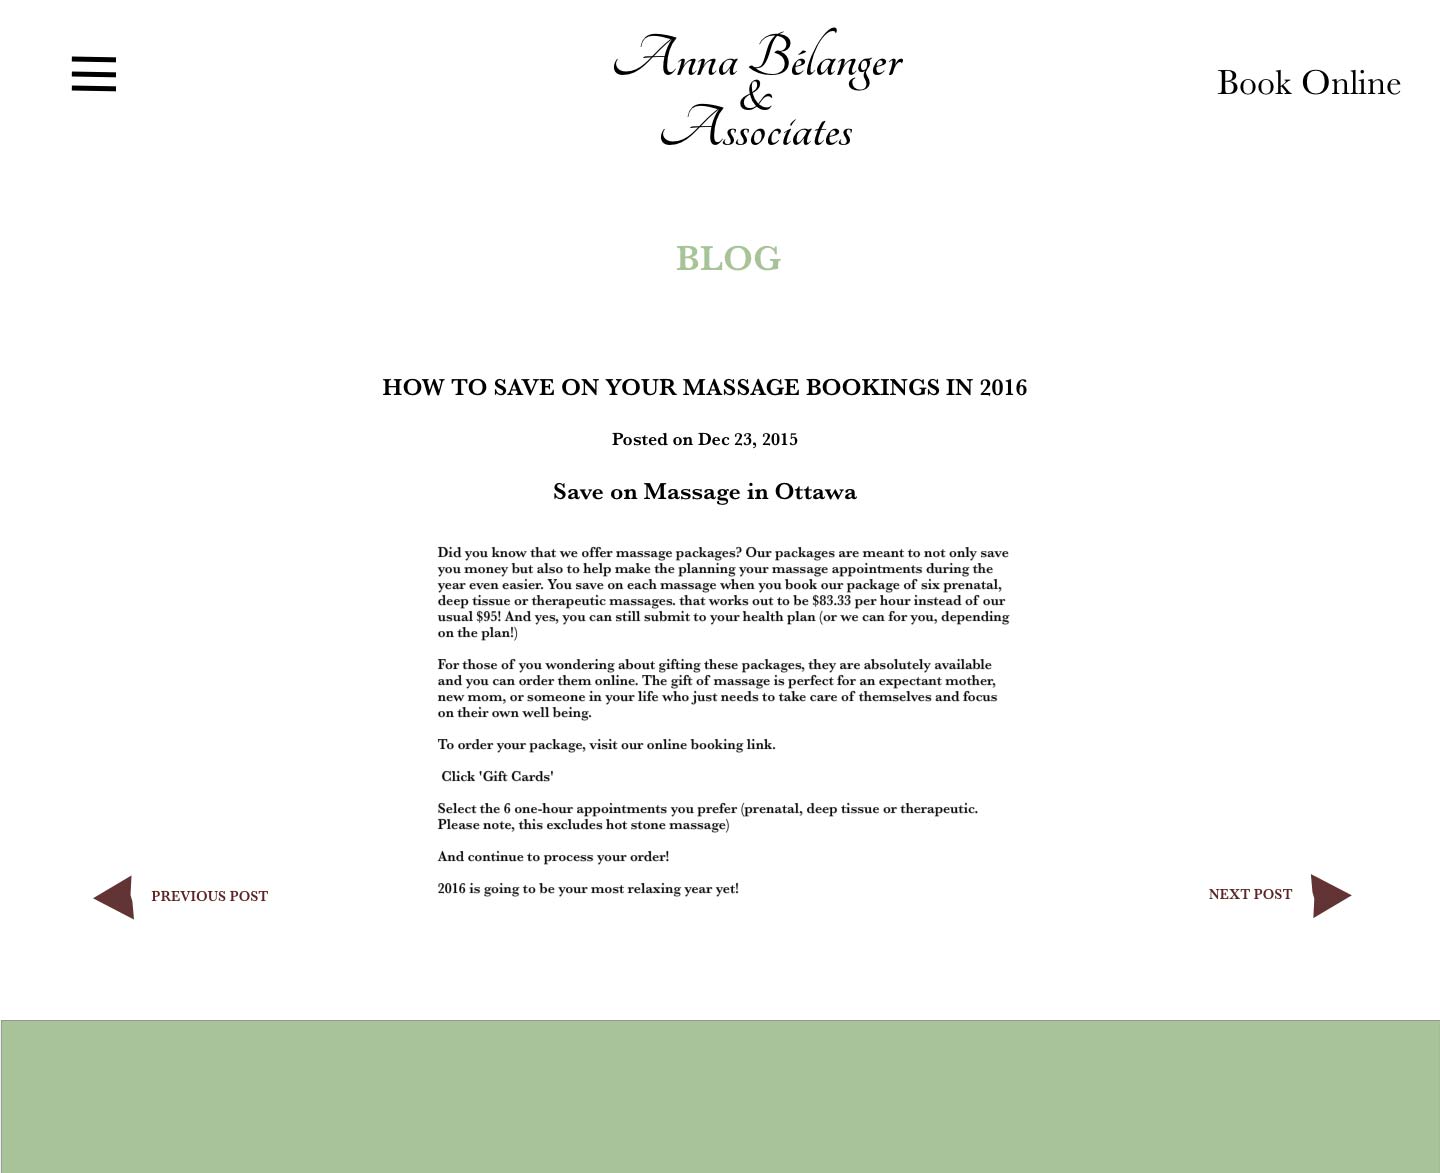 Anna Bélanger
&
Associates
Book Online
BLOG
HOW TO SAVE ON YOUR MASSAGE BOOKINGS IN 2016
Posted on Dec 23, 2015
Save on Massage in Ottawa
Did you know that we offer massage packages? Our packages are meant to not only save
you money but also to help make the planning your massage appointments during the
year even easier. You save on each massage when you book our package of six prenatal,
deep tissue or therapeutic massages. that works out to be $83.33 per hour instead of our
usual $95! And yes, you can still submit to your health plan (or we can for you, depending
on the plan!)
For those of you wondering about gifting these packages, they are absolutely available
and you can order them online. The gift of massage is perfect for an expectant mother,
new mom, or someone in your life who just needs to take care of themselves and focus
on their own well being.
To order your package, visit our online booking link.
Click 'Gift Cards'
Select the 6 one-hour appointments you prefer (prenatal, deep tissue or therapeutic.
Please note, this excludes hot stone massage)
And continue to process your order!
2016 is going to be your most relaxing year yet!
PREVIOUS POST
NEXT POST